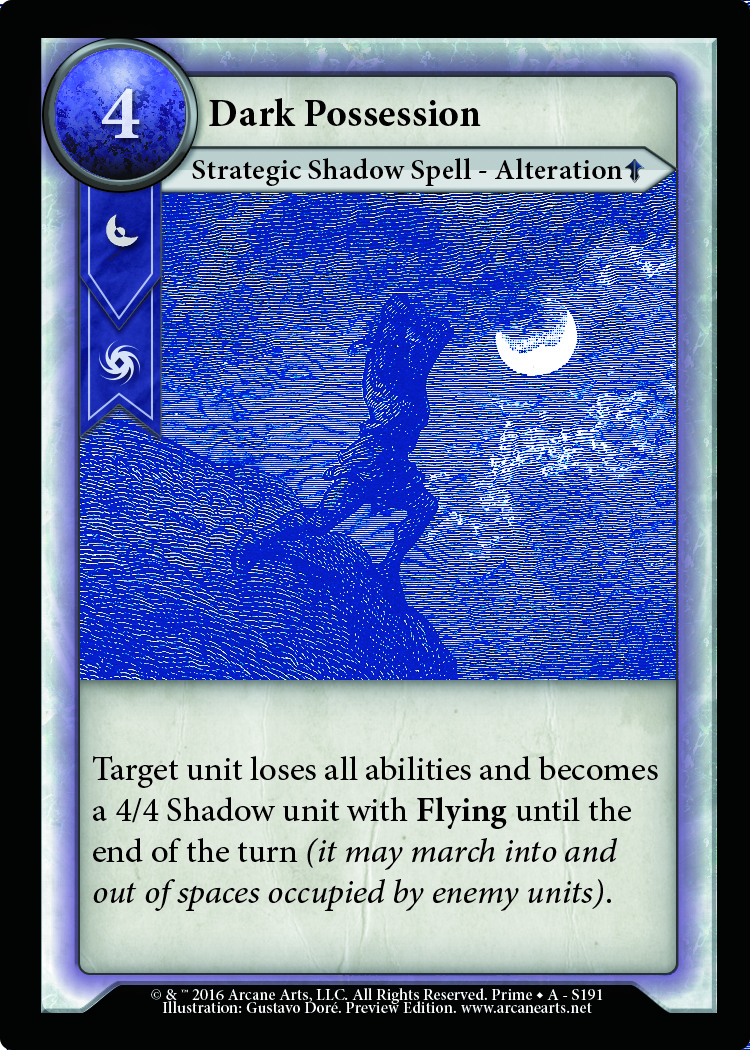 4
Dark Possession
Strategic Shadow Spell - Alteration
Target unit loses all abilities and becomes
a 4/4 Shadow unit with Flying until the
end of the turn (it may march into and
out of spaces occupied by enemy units).
© & ™ 2016 Arcane Arts, LLC. All Rights Reserved. Prime ⬥ A - S191
Illustration: Gustavo Doré. Preview Edition. www.arcanearts.net